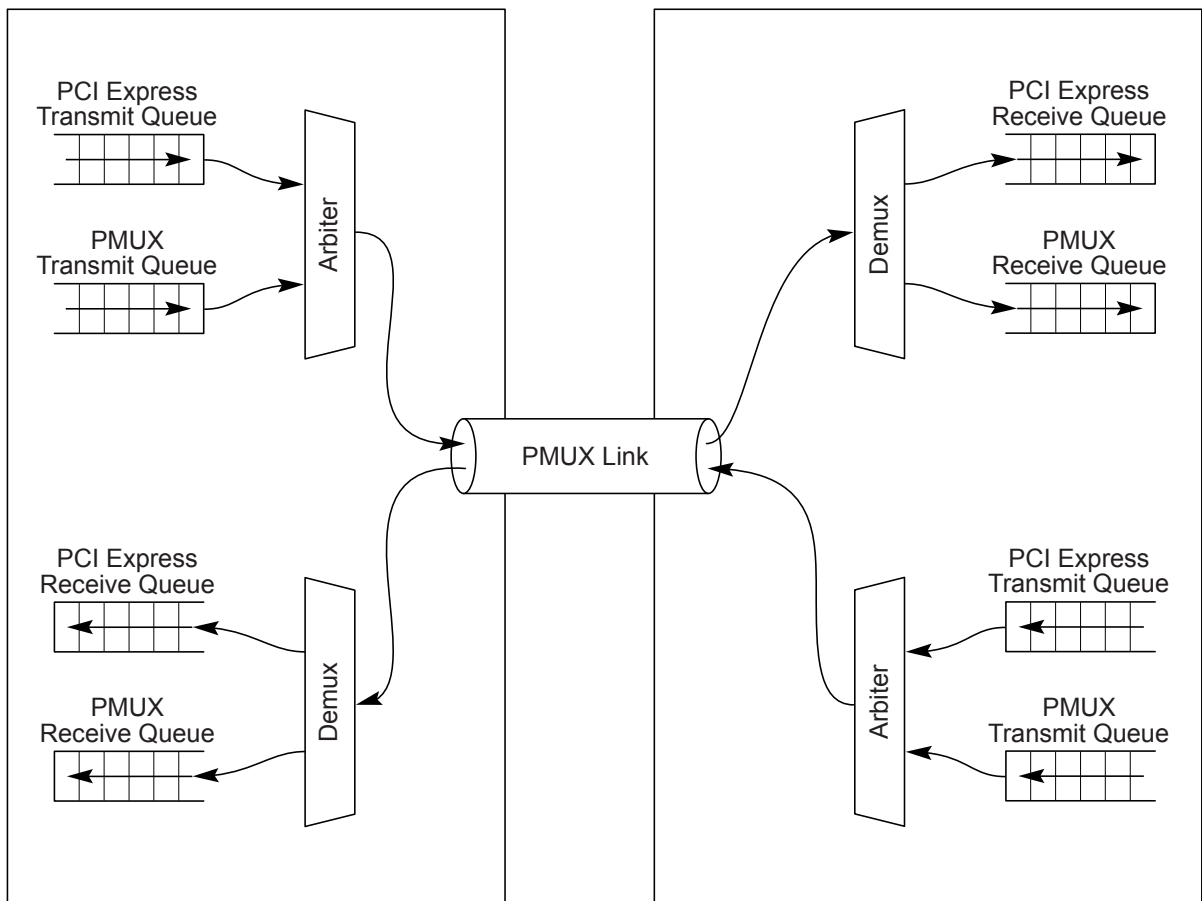 PCI Express
Transmit Queue
PMUX
Transmit Queue
Arbiter
PCI Express
Receive Queue
PMUX
Receive Queue
Demux
PMUX Link
PCI Express
Receive Queue
PMUX
Receive Queue
Demux
PCI Express
Transmit Queue
PMUX
Transmit Queue
Arbiter